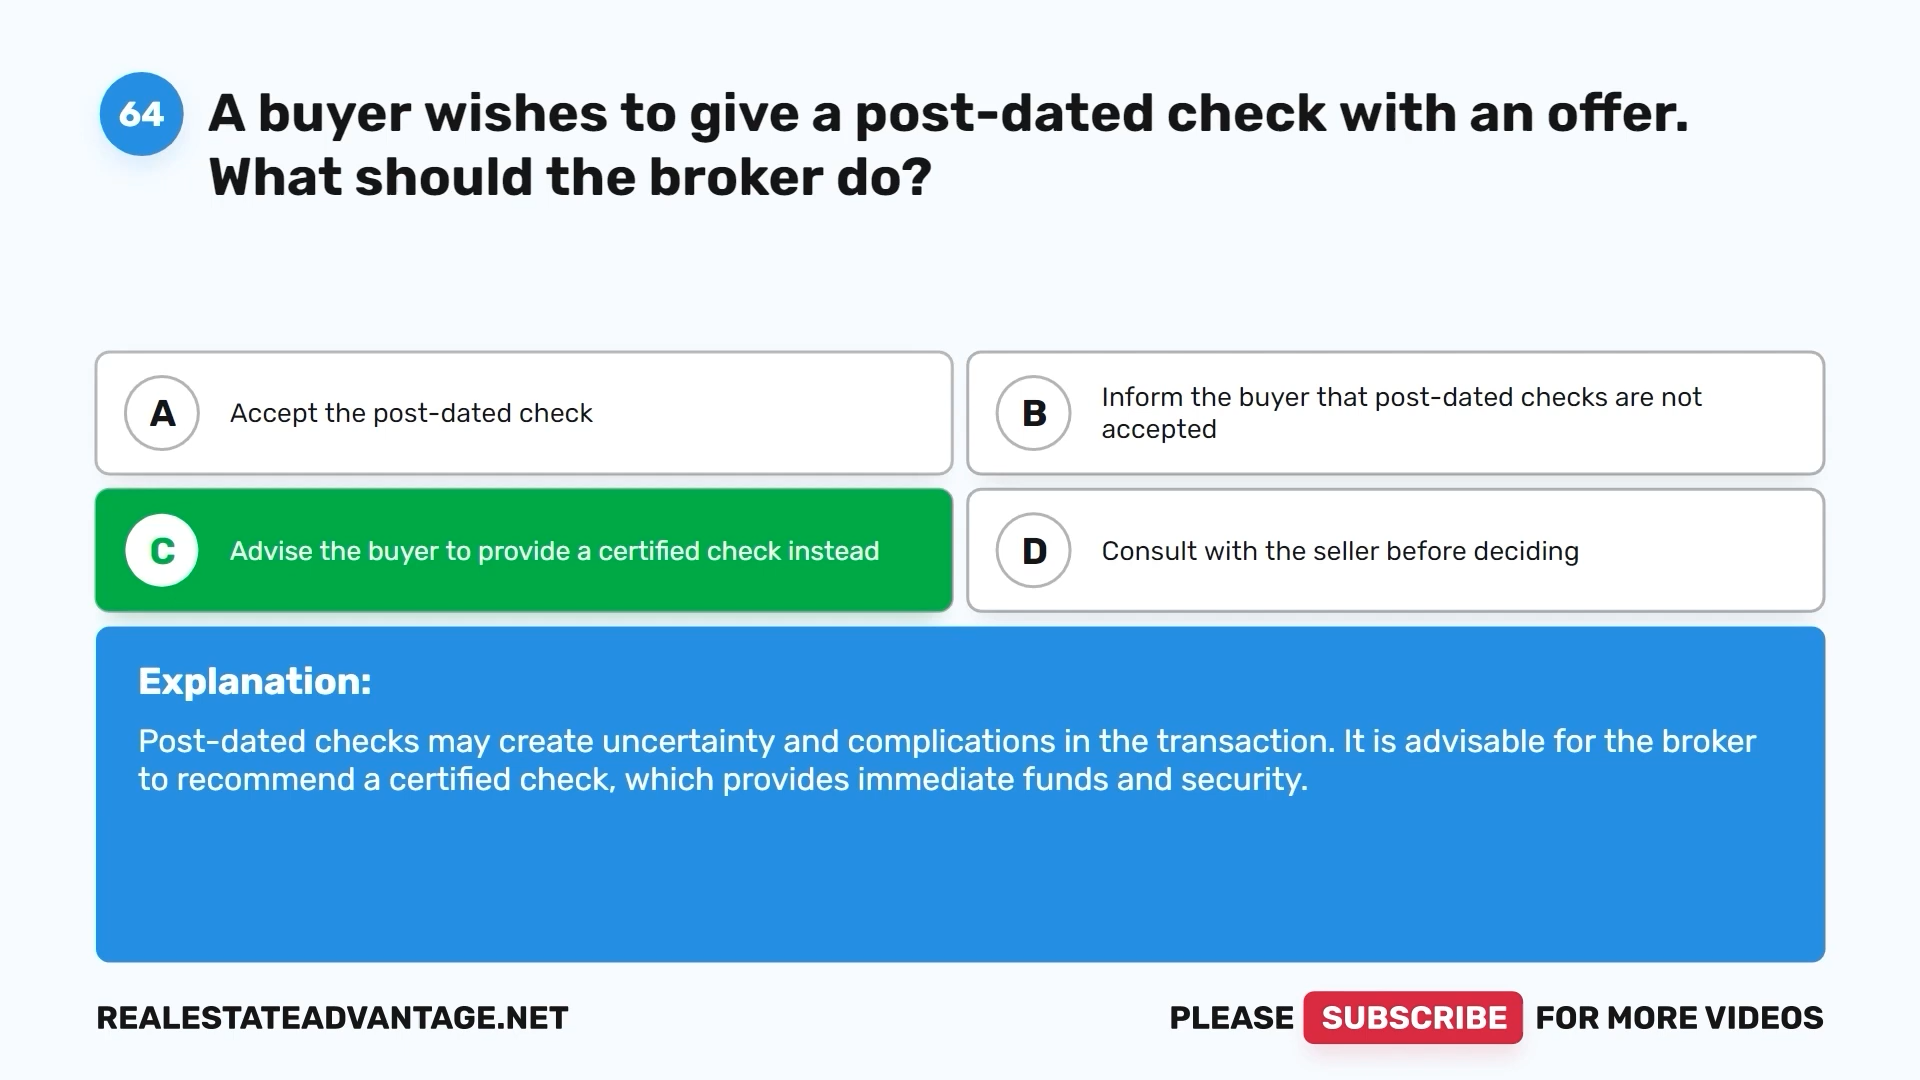 64
A buyer wishes to give a post-dated check with an offer.
What should the broker do?
A
Accept the post-dated check
B
Inform the buyer that post-dated checks are not
accepted
C
Advise the buyer to provide a certified check instead
D
Consult with the seller before deciding
Explanation:
Post-dated checks may create uncertainty and complications in the transaction. It is advisable for the broker
to recommend a certified check, which provides immediate funds and security.
REALESTATEADVANTAGE.NET
PLEASE SUBSCRIBE FOR MORE VIDEOS